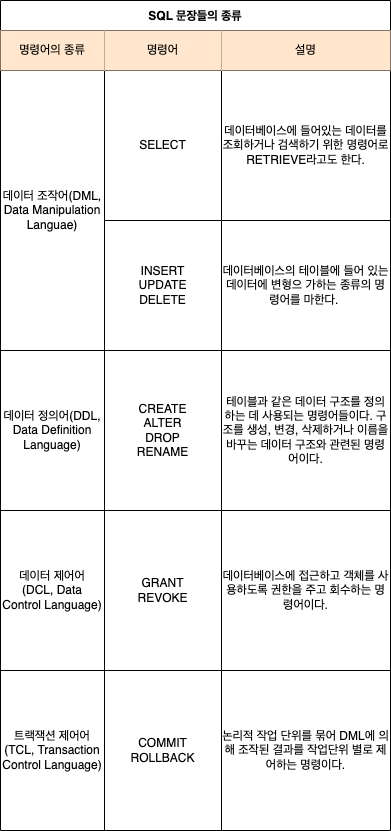 SQL 문장들의 종류
명령어의 종류
명령어
설명
데이터 조작어(DML,
Data Manipulation
Languae)
SELECT
데이터베이스에 들어있는 데이터를
조회하거나 검색하기 위한 명령어로
RETRIEVE라고도 한다.
INSERT
UPDATE
DELETE
데이터베이스의 테이블에 들어 있는
데이터에 변형으 가하는 종류의 명
령어를 마한다.
데이터 정의어(DDL,
Data Definition
Language)
CREATE
ALTER
DROP
RENAME
테이블과 같은 데이터 구조를 정의
하는 데 사용되는 명령어들이다. 구
조를 생성, 변경, 삭제하거나 이름을
바꾸는 데이터 구조와 관련된 명령
어이다.
데이터 제어어
(DCL, Data
Control Language)
GRANT
REVOKE
데이터베이스에 접근하고 객체를 사
용하도록 권한을 주고 회수하는 명
령어이다.
트랙잭션 제어어
(TCL, Transaction
Control Language)
COMMIT
ROLLBACK
논리적 작업 단위를 묶어 DML에 의
해 조작된 결과를 작업단위 별로 제
어하는 명령이다.